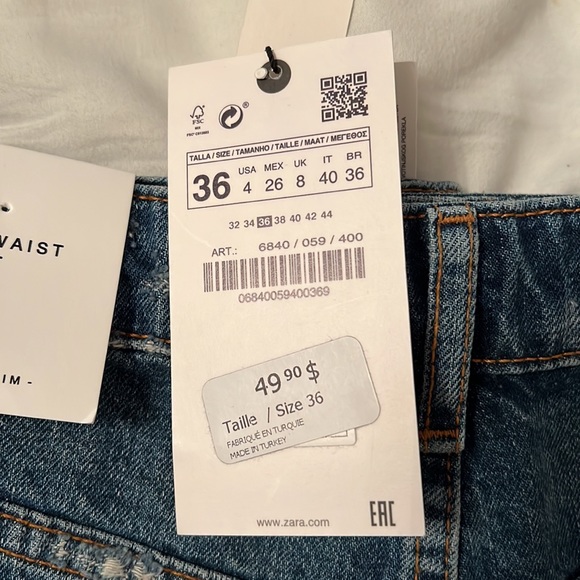 FSC
TALLA / SIZE / TAMANHO / TAILLE / MAAT / ΜΕΓΕΘΟΣ
36 USA 4 MEX 26 UK 8 IT 40 BR 36
32 34 36 38 40 42 44
ART.: 6840 / 059 / 400
06840059400369
49 90 $
Taille / Size 36
FABRIQUÉ EN TURQUIE
MADE IN TURKEY
www.zara.com
EAC
WAIST
IM -